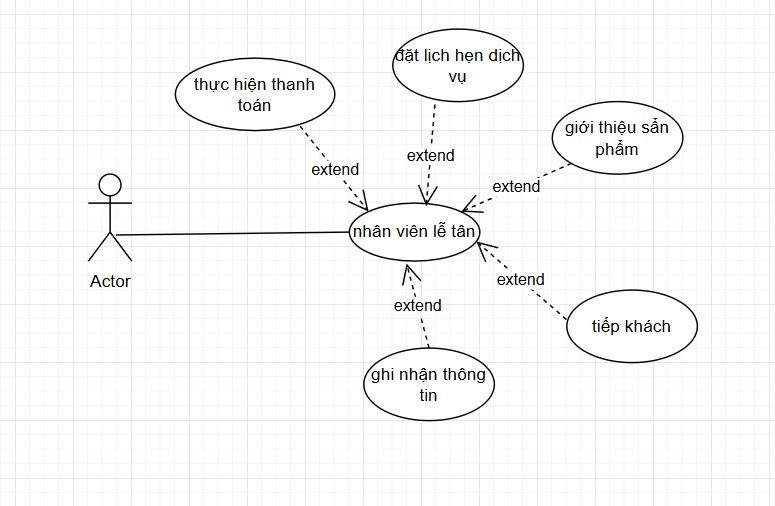 thực hiện thanh
toán
đặt lịch hẹn dịch
vụ
giới thiệu sẩn
phẩm
extend
extend
extend
nhân viên lễ tân
Actor
extend
extend
tiếp khách
ghi nhận thông
tin